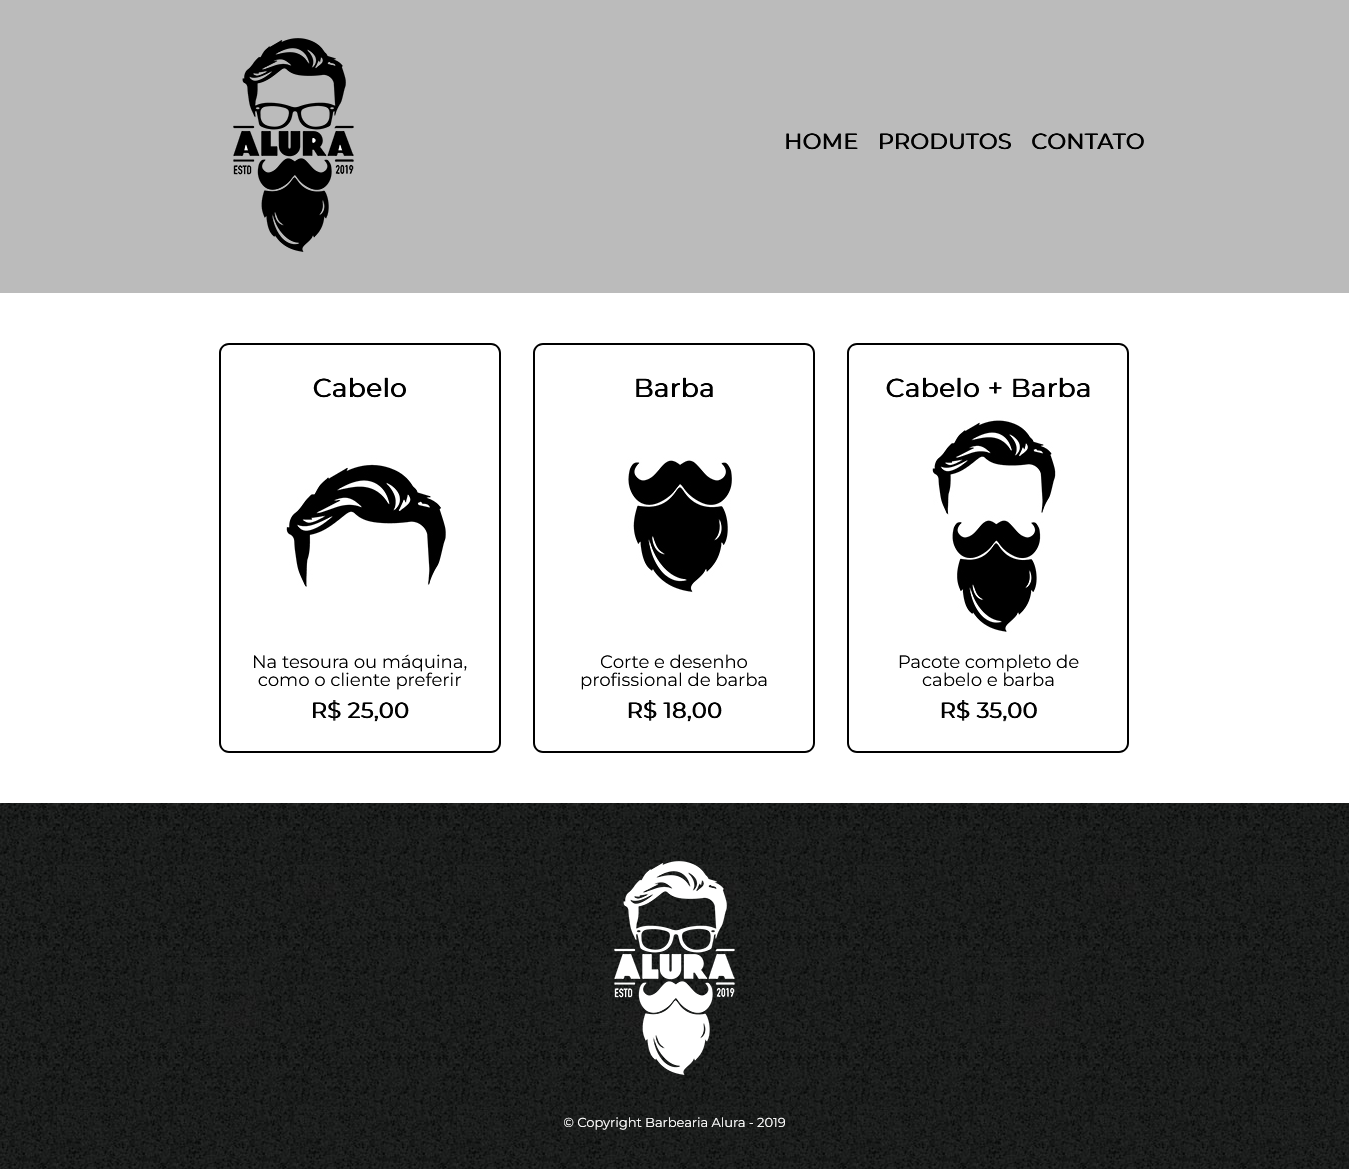 ALURA
ESTD 2019
HOME PRODUTOS CONTATO
Cabelo
Na tesoura ou máquina,
como o cliente preferir
R$ 25,00
Barba
Corte e desenho
profissional de barba
R$ 18,00
Cabelo + Barba
Pacote completo de
cabelo e barba
R$ 35,00
ALURA
ESTD 2019
© Copyright Barbearia Alura - 2019